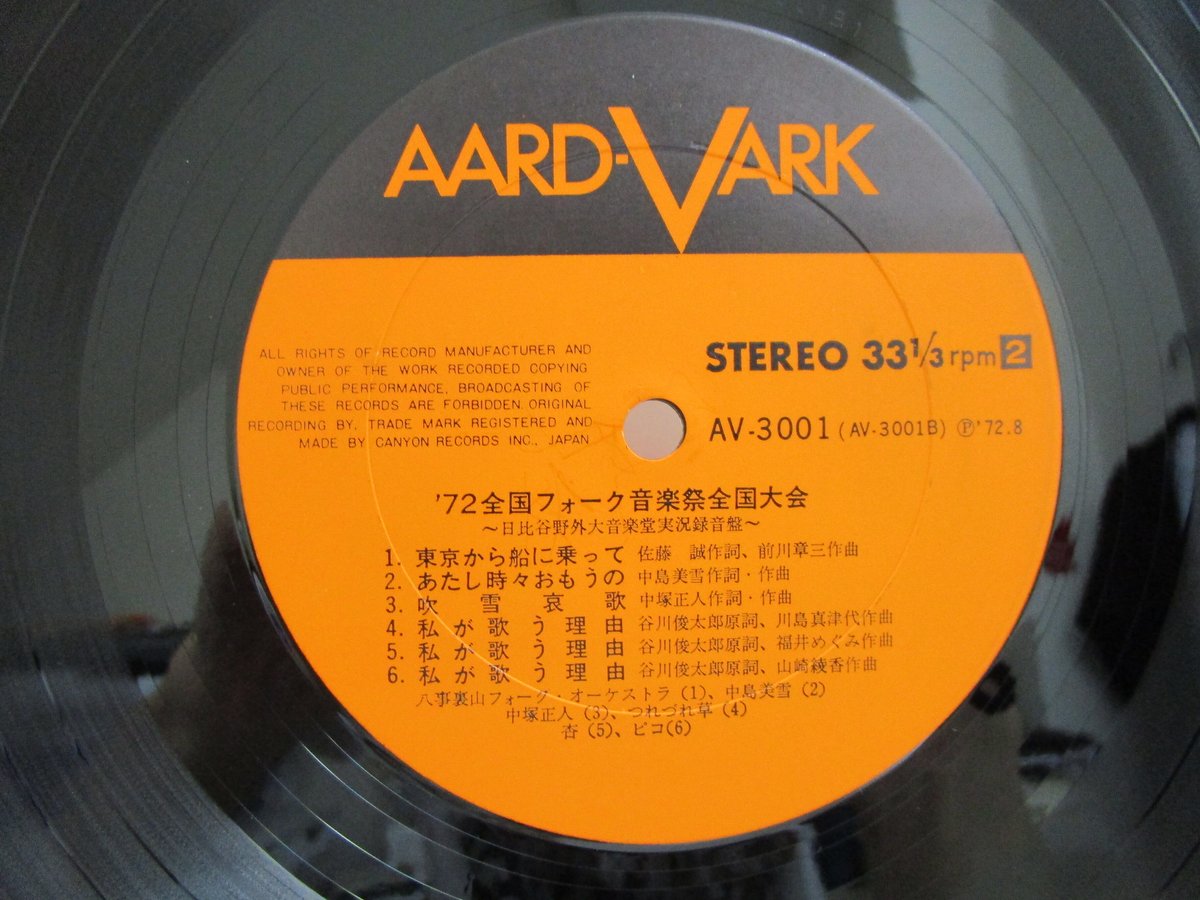 AARD-VARK
ALL RIGHTS OF RECORD MANUFACTURER AND
OWNER OF THE WORK RECORDED COPYING
PUBLIC PERFORMANCE, BROADCASTING OF
THESE RECORDS ARE FORBIDDEN. ORIGINAL
RECORDING BY. TRADE MARK REGISTERED AND
MADE BY CANYON RECORDS INC., JAPAN
STEREO 33 1/3 rpm 2
AV-3001 (AV-3001B) Ⓟ'72.8
'72全国フォーク音楽祭全国大会
～日比谷野外大音楽堂実況録音盤～
1. 東京から船に乗って 佐藤 誠作詞、前川章三作曲
2. あたし時々おもうの 中島美雪作詞・作曲
3. 吹雪哀歌 中塚正人作詞・作曲
4. 私が歌う理由 谷川俊太郎原詞、川島真津代作曲
5. 私が歌う理由 谷川俊太郎原詞、福井めぐみ作曲
6. 私が歌う理由 谷川俊太郎原詞、山崎綾香作曲
八事裏山フォーク・オーケストラ (1)、中島美雪 (2)
中塚正人 (3)、つれづれ草 (4)
杏 (5)、ピコ(6)